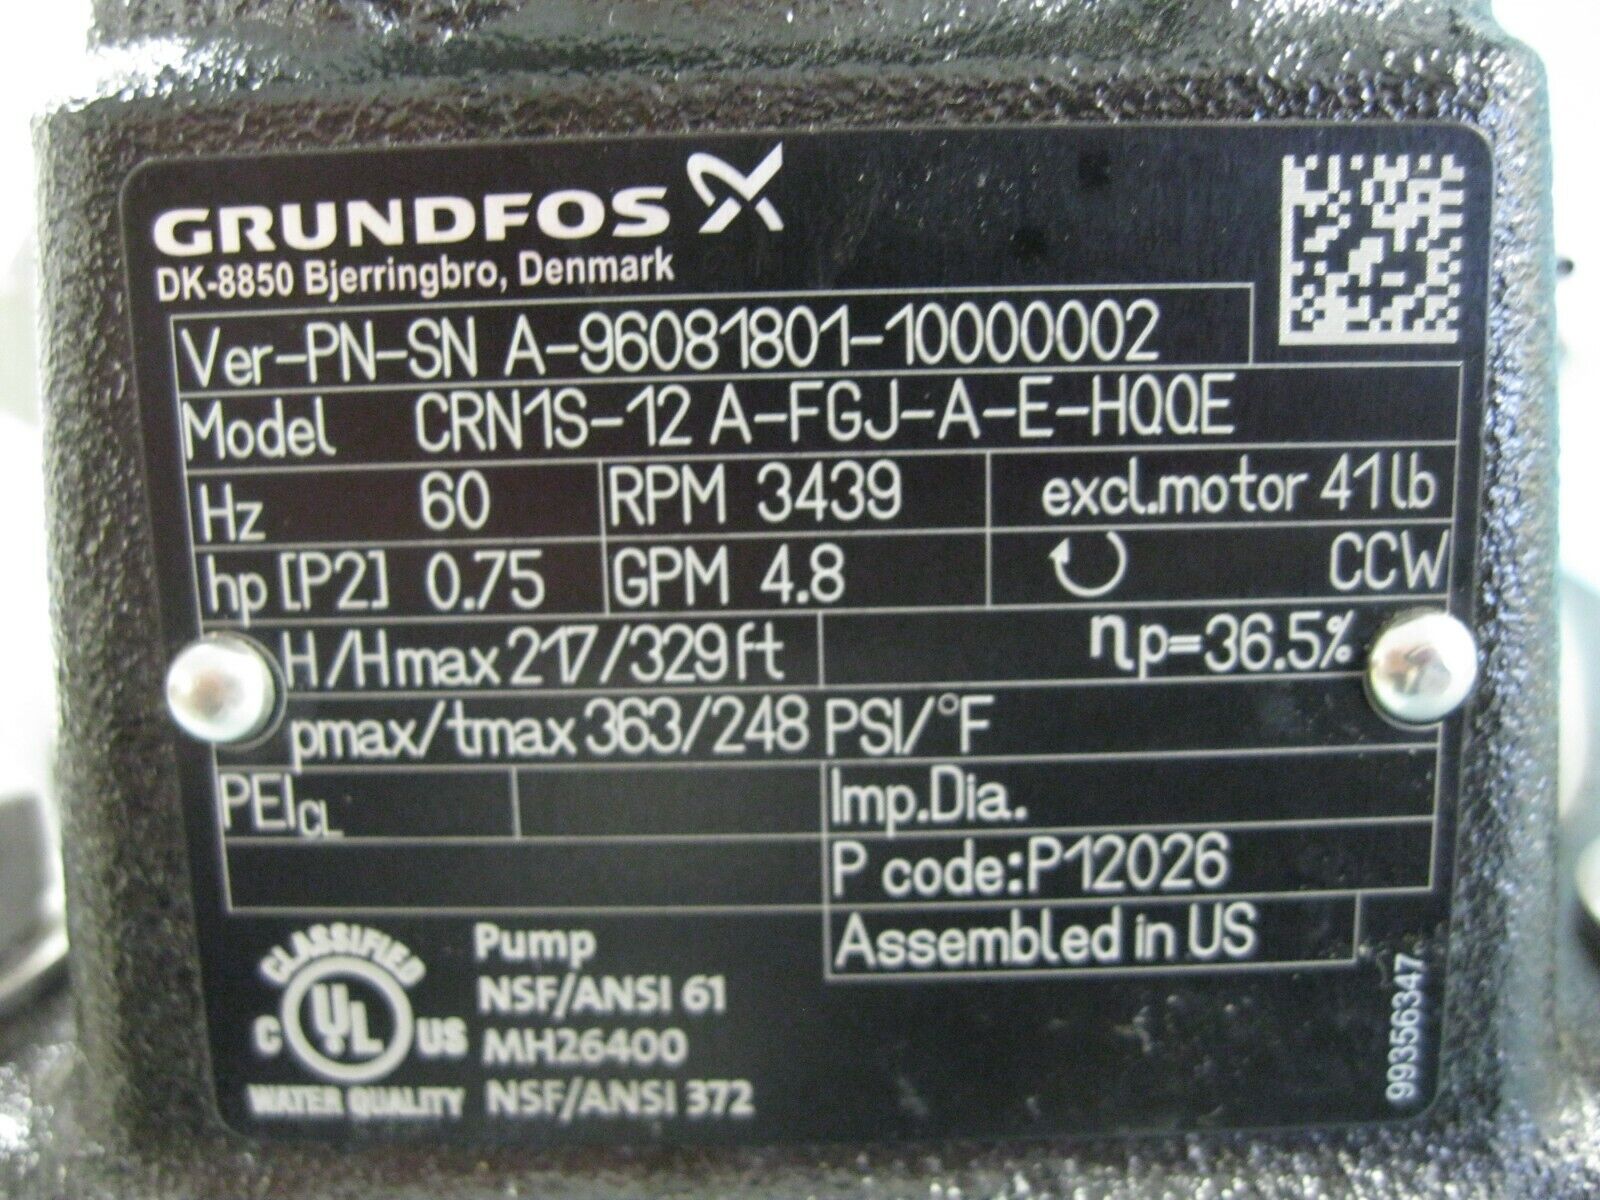 GRUNDFOS
DK-8850 Bjerringbro, Denmark
Ver-PN-SN A-96081801-10000002
Model CRN1S-12 A-FGJ-A-E-HQQE
Hz 60 RPM 3439 excl.motor 41lb
hp [P2] 0.75 GPM 4.8 CCW
H/Hmax 217/329 ft ηp=36.5%
pmax/tmax 363/248 PSI/°F
PEICL Imp.Dia.
P code:P12026
Assembled in US
CLASSIFIED
C UL US
WATER QUALITY
Pump
NSF/ANSI 61
MH26400
NSF/ANSI 372
99356347